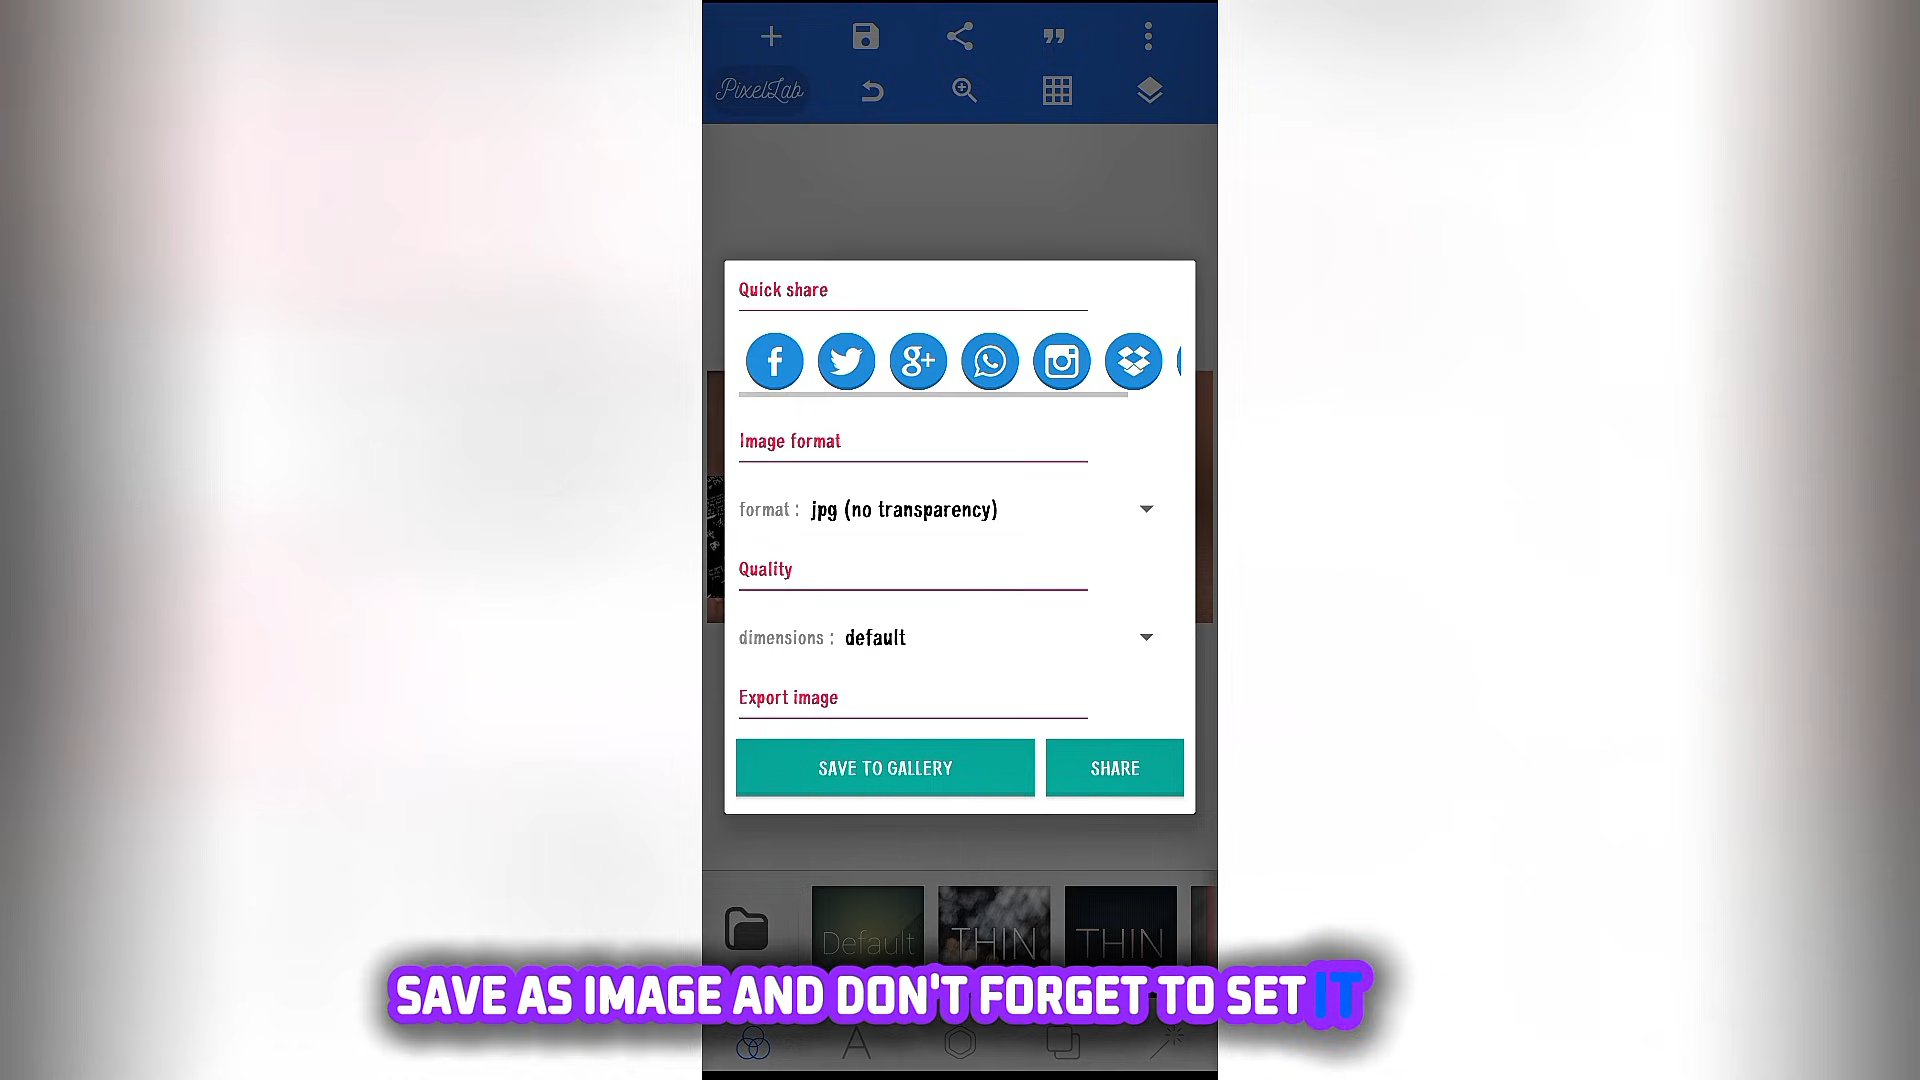 PixelLab
Quick share
Image format
format : jpg (no transparency)
Quality
dimensions : default
Export image
SAVE TO GALLERY SHARE
Default THIN THIN
SAVE AS IMAGE AND DON'T FORGET TO SET IT